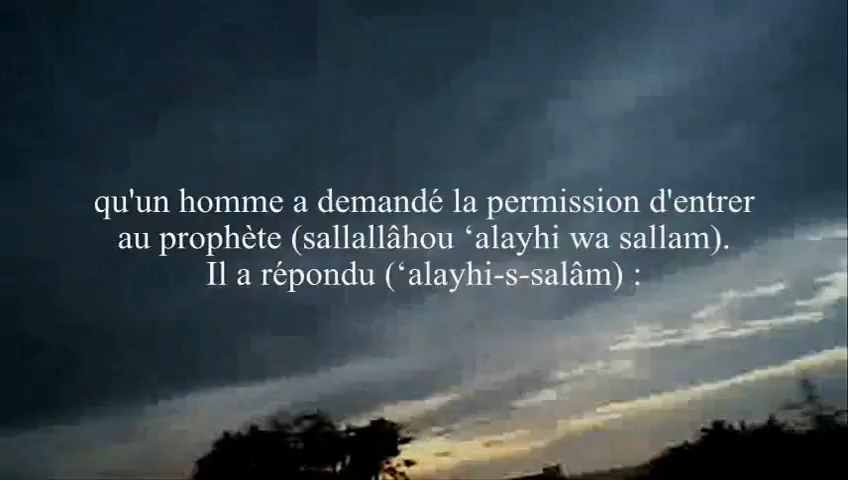 qu'un homme a demandé la permission d'entrer
au prophète (sallallâhou ‘alayhi wa sallam).
Il a répondu (‘alayhi-s-salâm) :